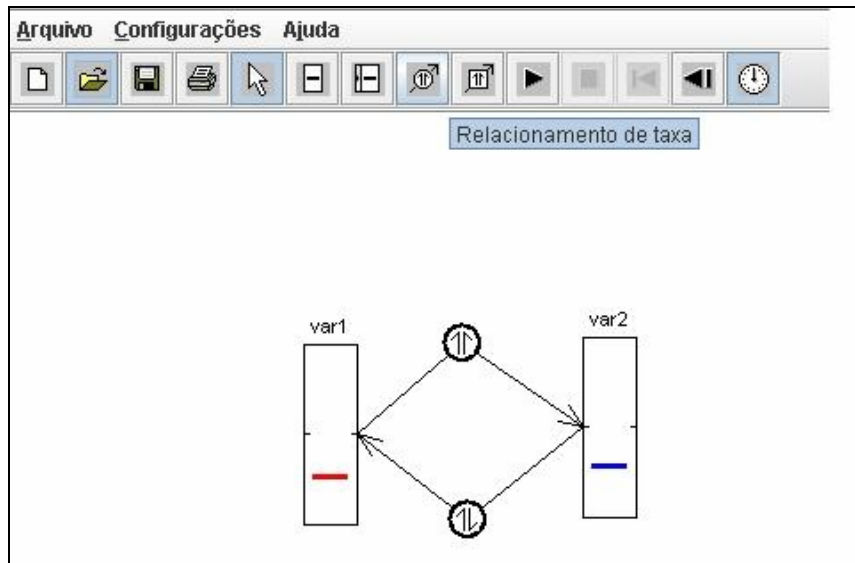 Arquivo Configurações Ajuda
Relacionamento de taxa
var1
var2